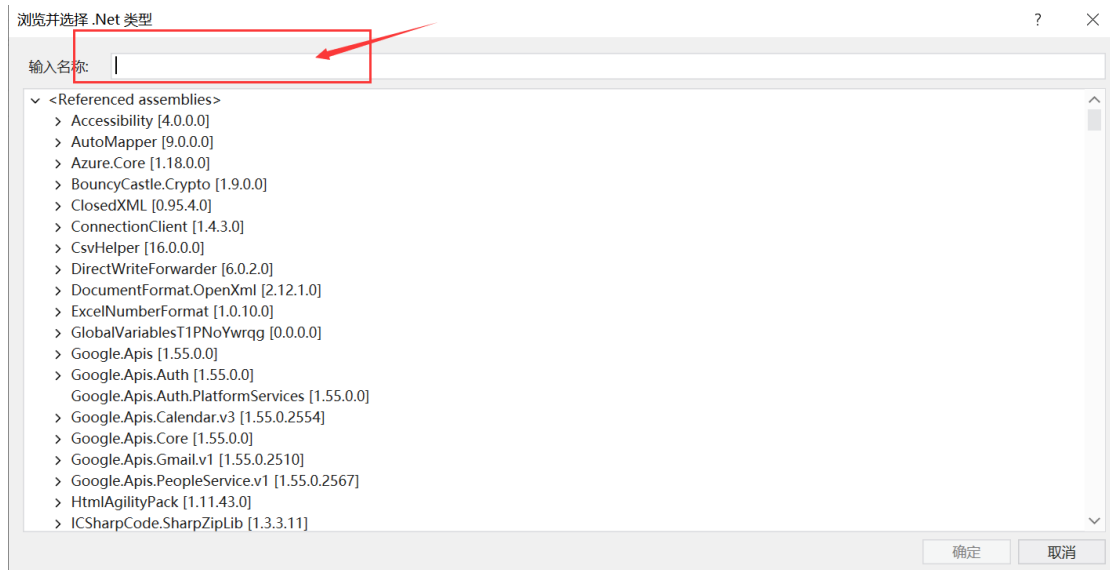 浏览并选择 .Net 类型
?
输入名称:
<Referenced assemblies>
Accessibility [4.0.0.0]
AutoMapper [9.0.0.0]
Azure.Core [1.18.0.0]
BouncyCastle.Crypto [1.9.0.0]
ClosedXML [0.95.4.0]
ConnectionClient [1.4.3.0]
CsvHelper [16.0.0.0]
DirectWriteForwarder [6.0.2.0]
DocumentFormat.OpenXml [2.12.1.0]
ExcelNumberFormat [1.0.10.0]
GlobalVariablesT1PNoYwrqg [0.0.0.0]
Google.Apis [1.55.0.0]
Google.Apis.Auth [1.55.0.0]
Google.Apis.Auth.PlatformServices [1.55.0.0]
Google.Apis.Calendar.v3 [1.55.0.2554]
Google.Apis.Core [1.55.0.0]
Google.Apis.Gmail.v1 [1.55.0.2510]
Google.Apis.PeopleService.v1 [1.55.0.2567]
HtmlAgilityPack [1.11.43.0]
ICSharpCode.SharpZipLib [1.3.3.11]
确定 取消